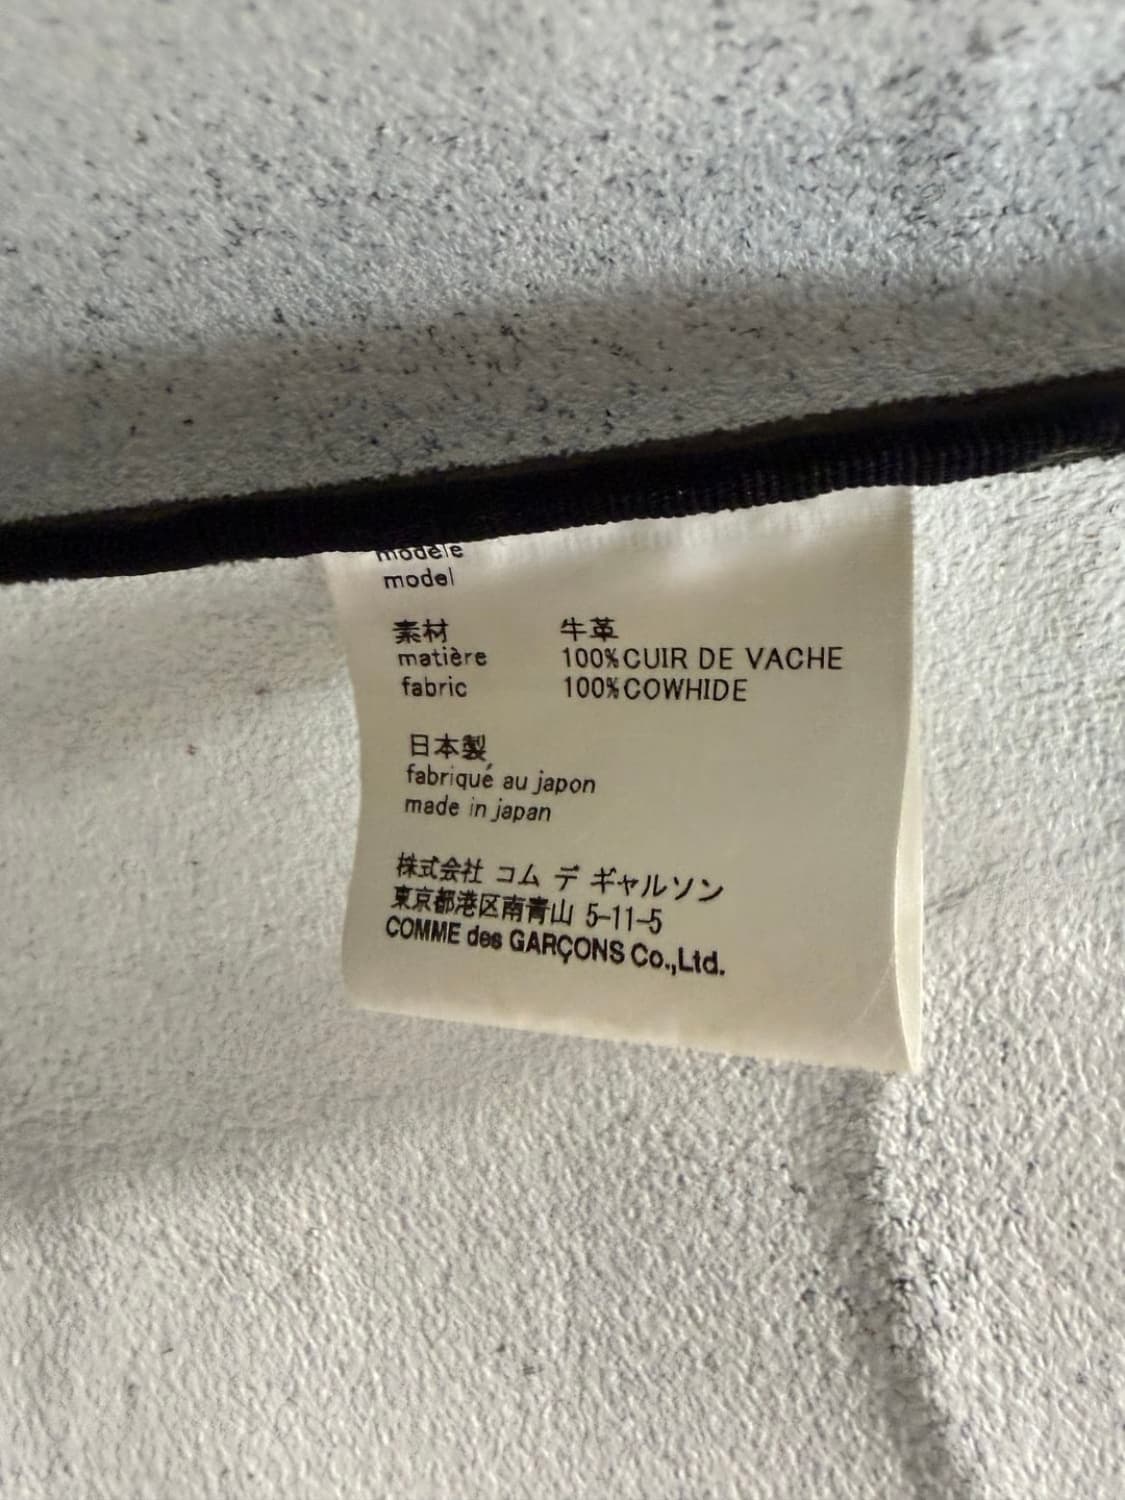 modèle
model
素材 牛革
matière 100%CUIR DE VACHE
fabric 100%COWHIDE
日本製
fabriqué au japon
made in japan
株式会社 コム デ ギャルソン
東京都港区南青山 5-11-5
COMME des GARÇONS Co.,Ltd.